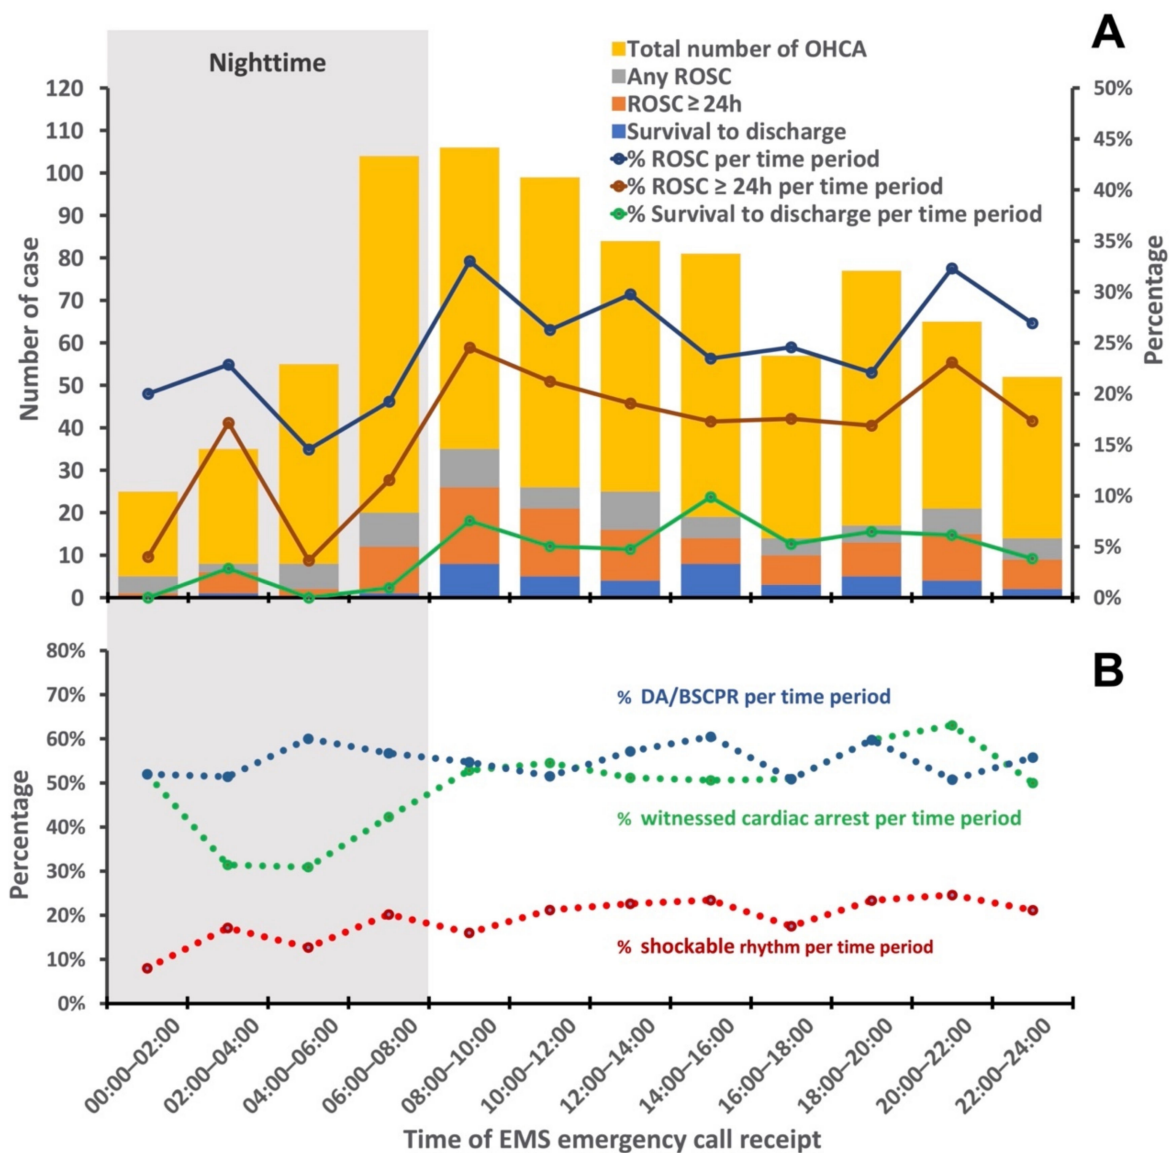 A
Nighttime
Total number of OHCA
Any ROSC
ROSC ≥ 24h
Survival to discharge
% ROSC per time period
% ROSC ≥ 24h per time period
% Survival to discharge per time period
Number of case
120
110
100
90
80
70
60
50
40
30
20
10
0
50%
45%
40%
35%
30%
25%
20%
15%
10%
5%
0%
Percentage
B
Percentage
80%
70%
60%
50%
40%
30%
20%
10%
0%
% DA/BSCPR per time period
% witnessed cardiac arrest per time period
% shockable rhythm per time period
00:00–02:00
02:00–04:00
04:00–06:00
06:00–08:00
08:00–10:00
10:00–12:00
12:00–14:00
14:00–16:00
16:00–18:00
18:00–20:00
20:00–22:00
22:00–24:00
Time of EMS emergency call receipt